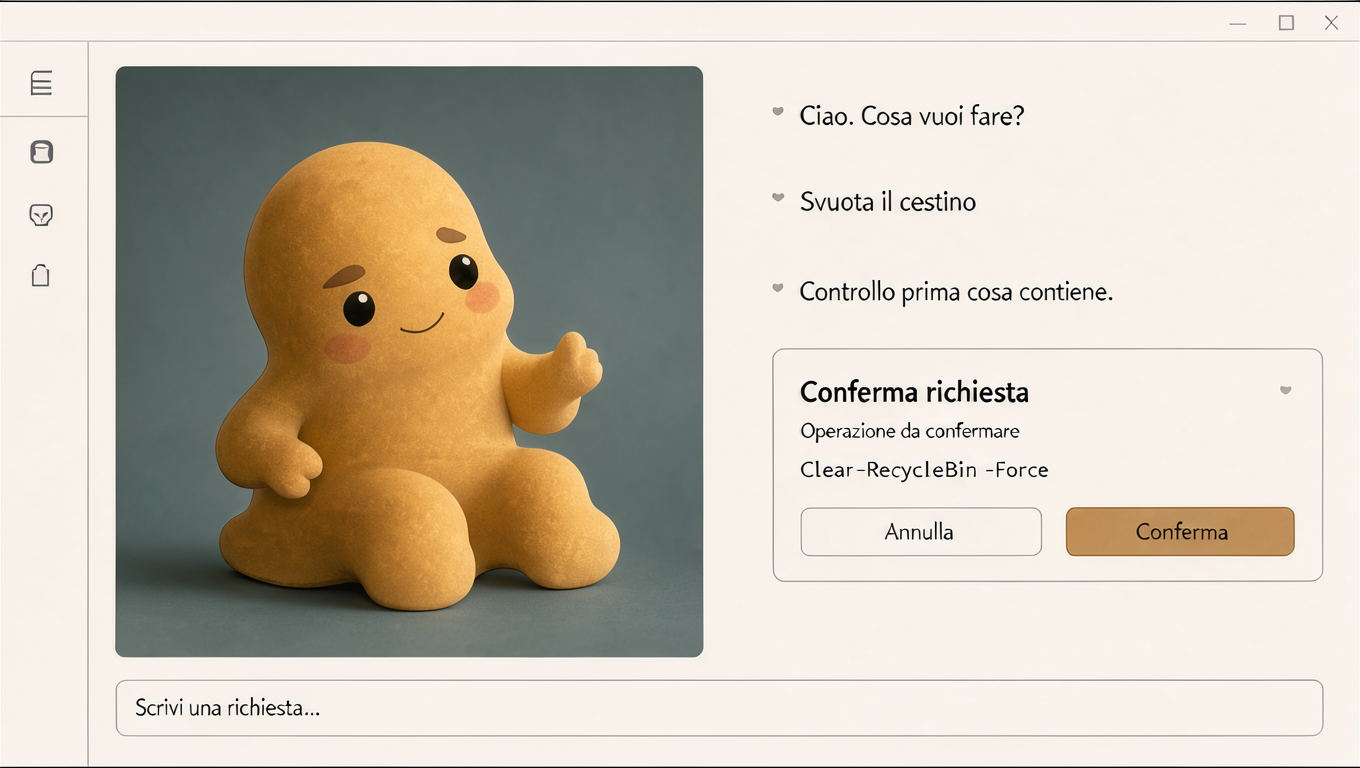 Ciao. Cosa vuoi fare?
Svuota il cestino
Controllo prima cosa contiene.
Conferma richiesta
Operazione da confermare
Clear-RecycleBin -Force
Annulla
Conferma
Scrivi una richiesta...